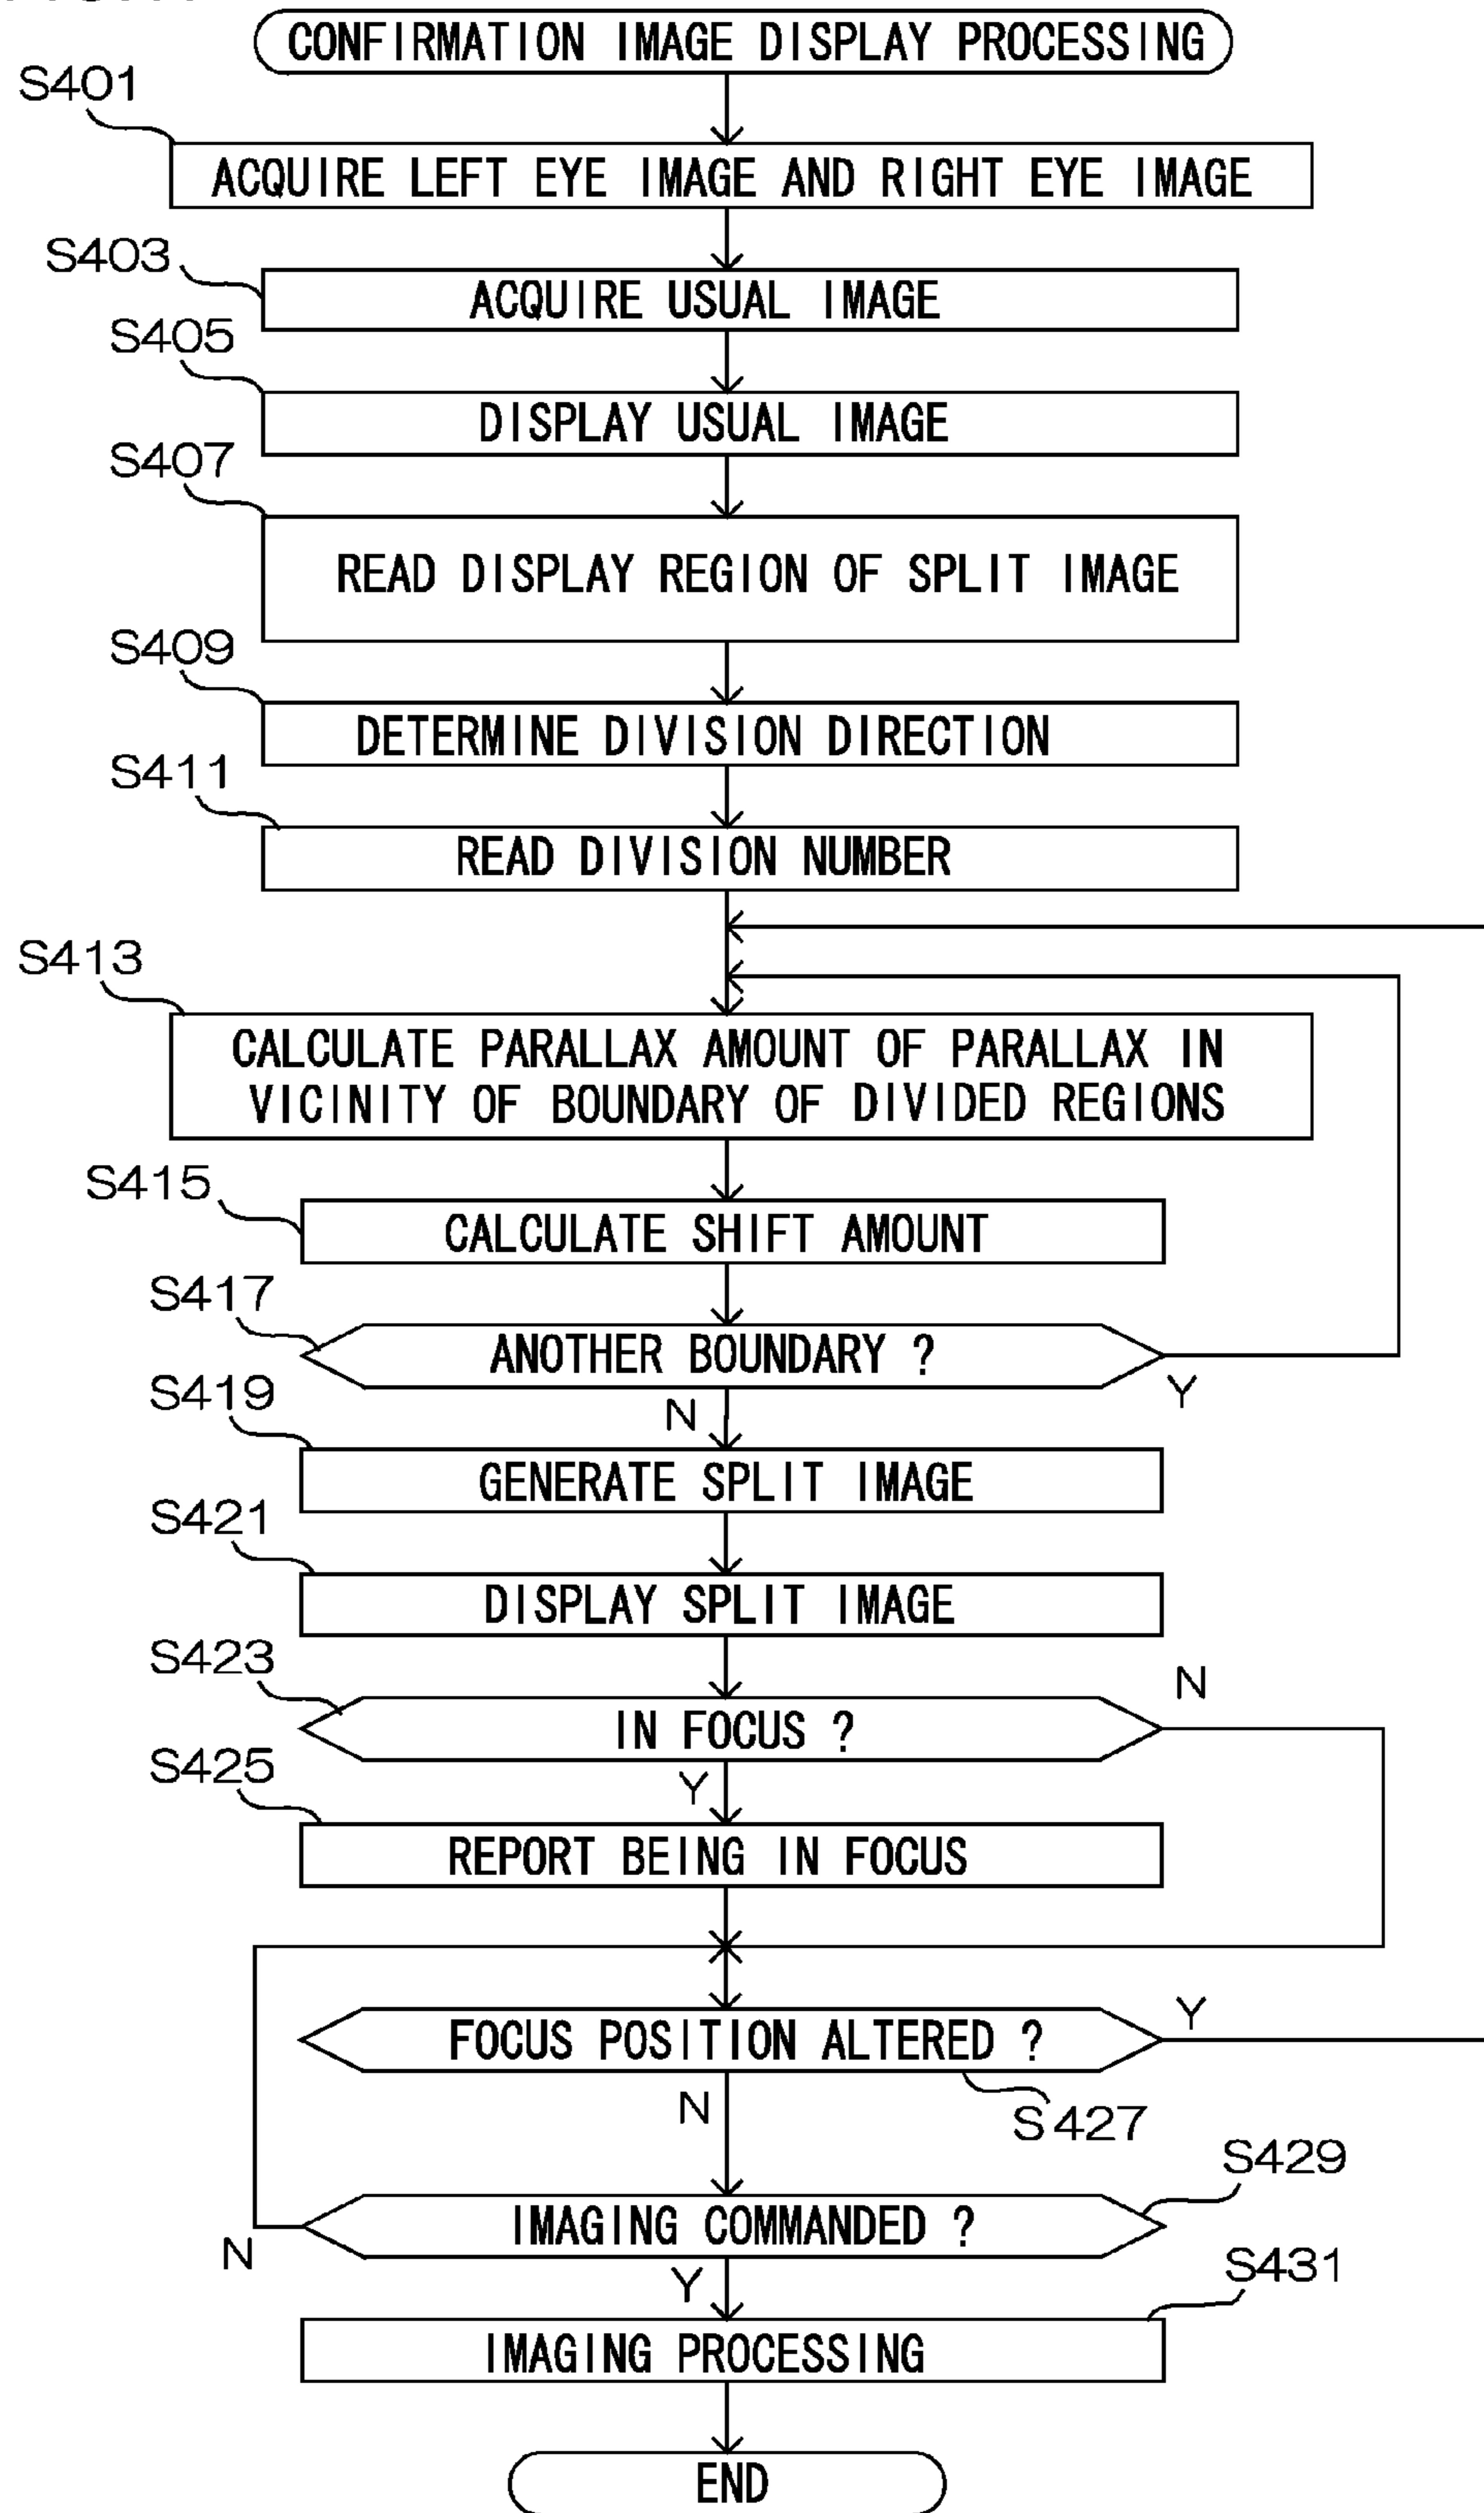 CONFIRMATION IMAGE DISPLAY PROCESSING
S401
ACQUIRE LEFT EYE IMAGE AND RIGHT EYE IMAGE
S403
ACQUIRE USUAL IMAGE
S405
DISPLAY USUAL IMAGE
S407
READ DISPLAY REGION OF SPLIT IMAGE
S409
DETERMINE DIVISION DIRECTION
S411
READ DIVISION NUMBER
S413
CALCULATE PARALLAX AMOUNT OF PARALLAX IN
VICINITY OF BOUNDARY OF DIVIDED REGIONS
S415
CALCULATE SHIFT AMOUNT
S417
ANOTHER BOUNDARY ?
Y
N
S419
GENERATE SPLIT IMAGE
S421
DISPLAY SPLIT IMAGE
S423
N
IN FOCUS ?
Y
S425
REPORT BEING IN FOCUS
Y
FOCUS POSITION ALTERED ?
N
S427
S429
IMAGING COMMANDED ?
N
Y
S431
IMAGING PROCESSING
END